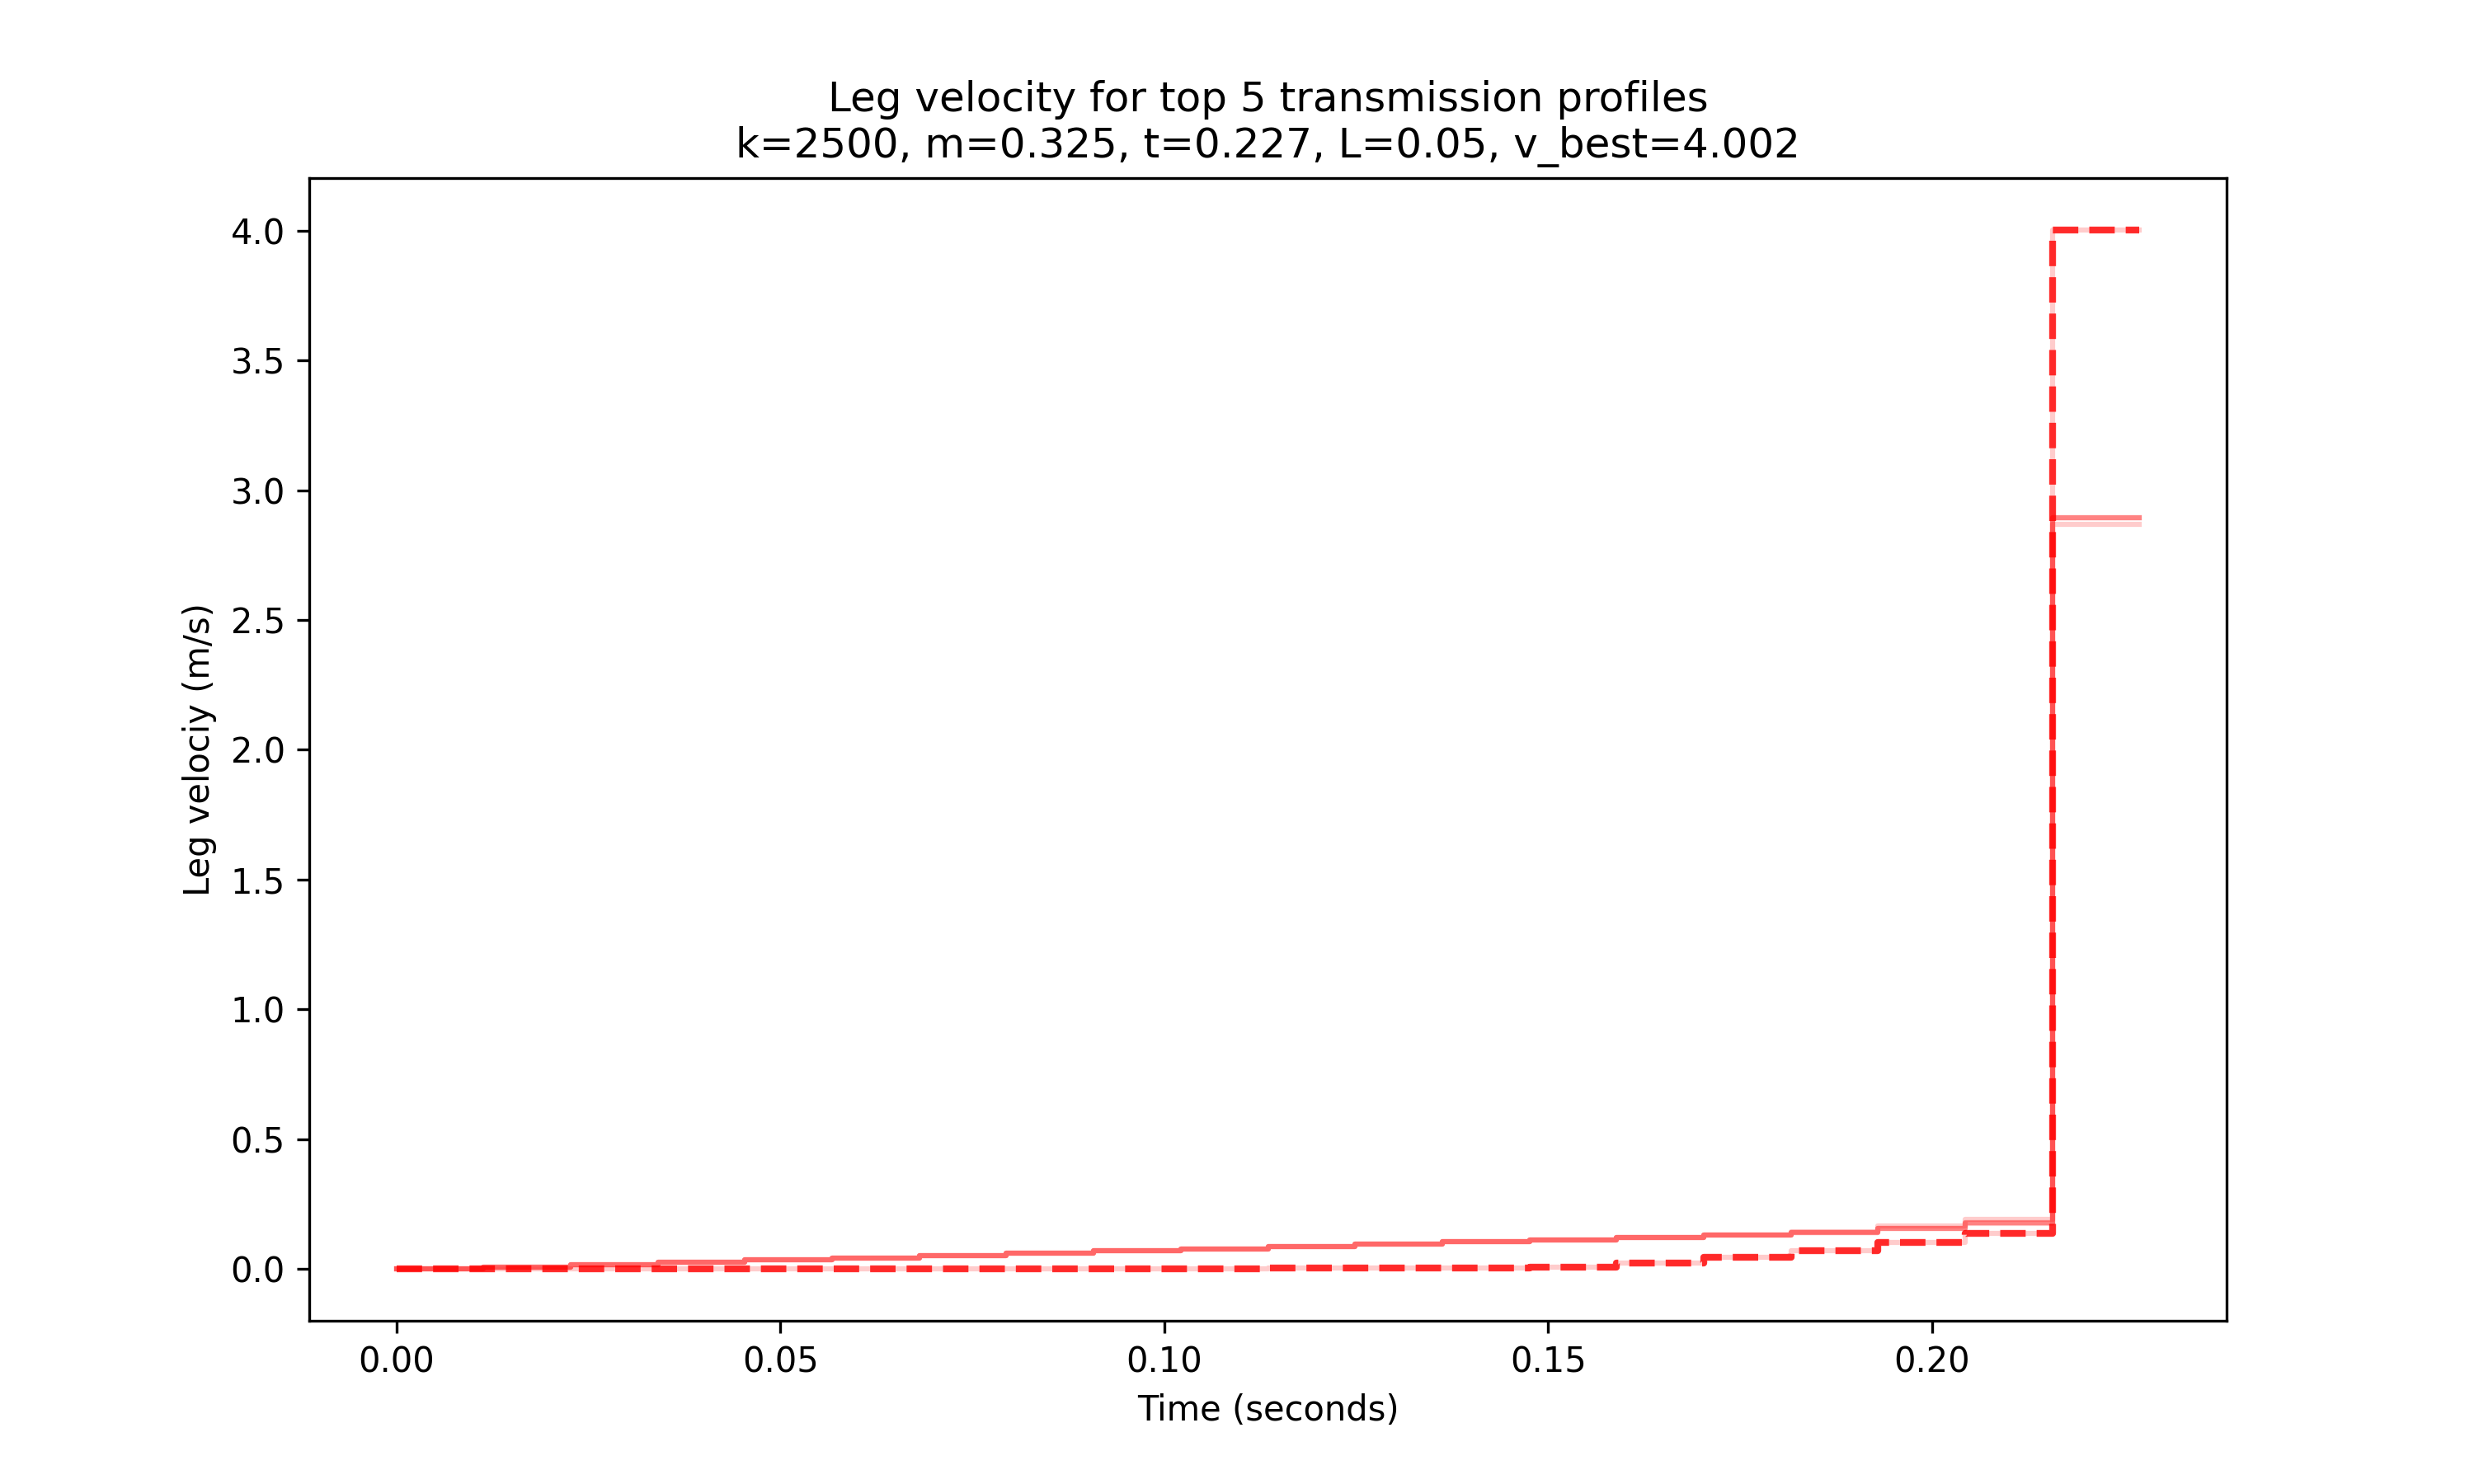 Leg velocity for top 5 transmission profiles
k=2500, m=0.325, t=0.227, L=0.05, v_best=4.002
Leg velociy (m/s)
4.0
3.5
3.0
2.5
2.0
1.5
1.0
0.5
0.0
0.00 0.05 0.10 0.15 0.20
Time (seconds)